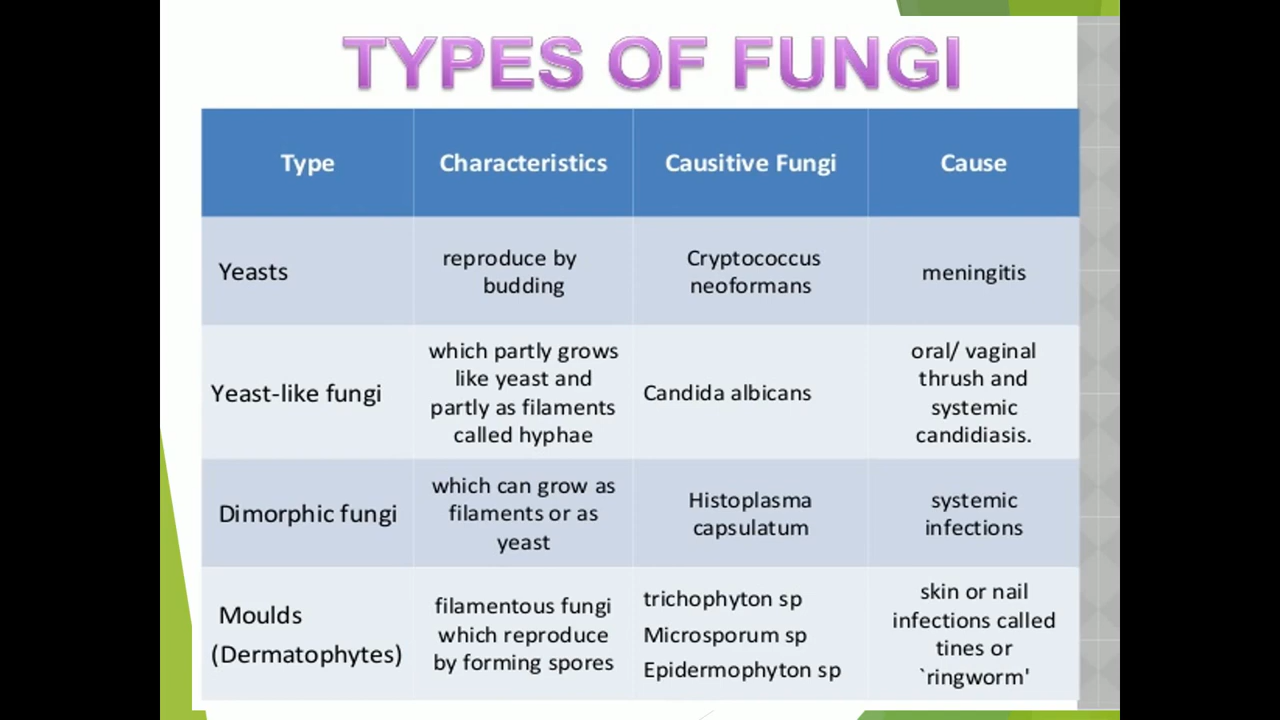 TYPES OF FUNGI
Type
Characteristics
Causitive Fungi
Cause
Yeasts
reproduce by
budding
Cryptococcus
neoformans
meningitis
Yeast-like fungi
which partly grows
like yeast and
partly as filaments
called hyphae
Candida albicans
oral/ vaginal
thrush and
systemic
candidiasis.
Dimorphic fungi
which can grow as
filaments or as
yeast
Histoplasma
capsulatum
systemic
infections
Moulds
(Dermatophytes)
filamentous fungi
which reproduce
by forming spores
trichophyton sp
Microsporum sp
Epidermophyton sp
skin or nail
infections called
tines or
`ringworm'